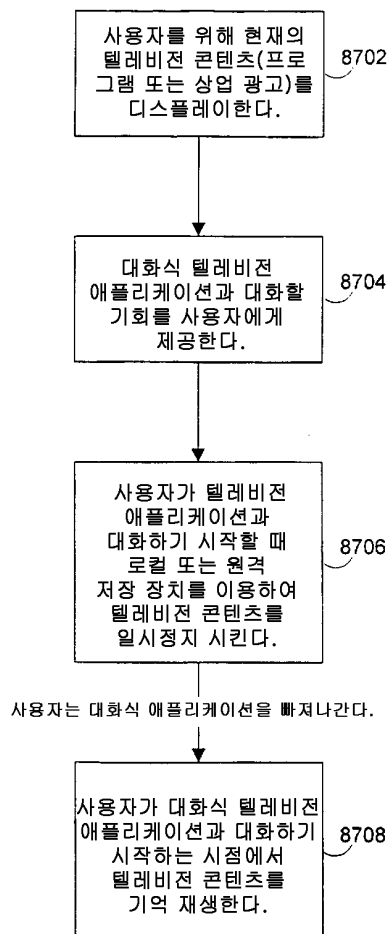 사용자를 위해 현재의
텔레비전 콘텐츠(프로
그램 또는 상업 광고)를
디스플레이한다.
8702
대화식 텔레비전
애플리케이션과 대화할
기회를 사용자에게
제공한다.
8704
사용자가 텔레비전
애플리케이션과
대화하기 시작할 때
로컬 또는 원격
저장 장치를 이용하여
텔레비전 콘텐츠를
일시정지 시킨다.
8706
사용자는 대화식 애플리케이션을 빠져나간다.
사용자가 대화식 텔레비전
애플리케이션과 대화하기
시작하는 시점에서
텔레비전 콘텐츠를
기억 재생한다.
8708